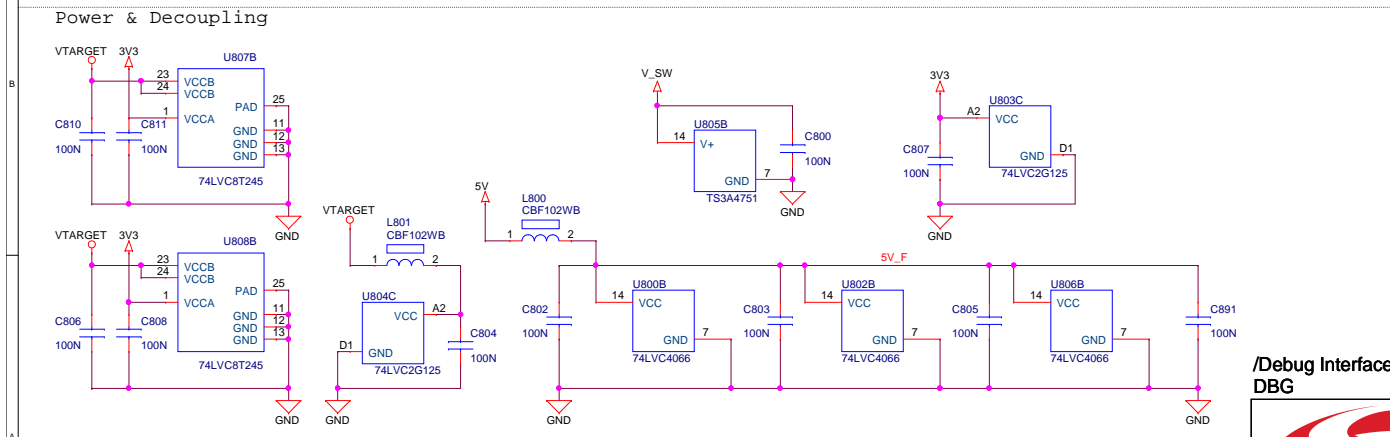 Power & Decoupling
B
VTARGET 3V3
U807B
23 VCCB
24 VCCB
PAD 25
1 VCCA
GND 11
GND 12
GND 13
C810
100N
C811
100N
74LVC8T245
GND
V_SW
U805B
14 V+
GND 7
TS3A4751
C800
100N
GND
3V3
U803C
A2 VCC
GND D1
74LVC2G125
C807
100N
GND
VTARGET 3V3
U808B
23 VCCB
24 VCCB
PAD 25
1 VCCA
GND 11
GND 12
GND 13
C806
100N
C808
100N
74LVC8T245
GND
VTARGET
L801
CBF102WB
1 2
U804C
VCC A2
D1 GND
74LVC2G125
C804
100N
GND
5V
L800
CBF102WB
1 2
5V_F
C802
100N
U800B
14 VCC
GND 7
74LVC4066
C803
100N
U802B
14 VCC
GND 7
74LVC4066
C805
100N
U806B
14 VCC
GND 7
74LVC4066
C891
100N
GND
GND
/Debug Interface
DBG
A